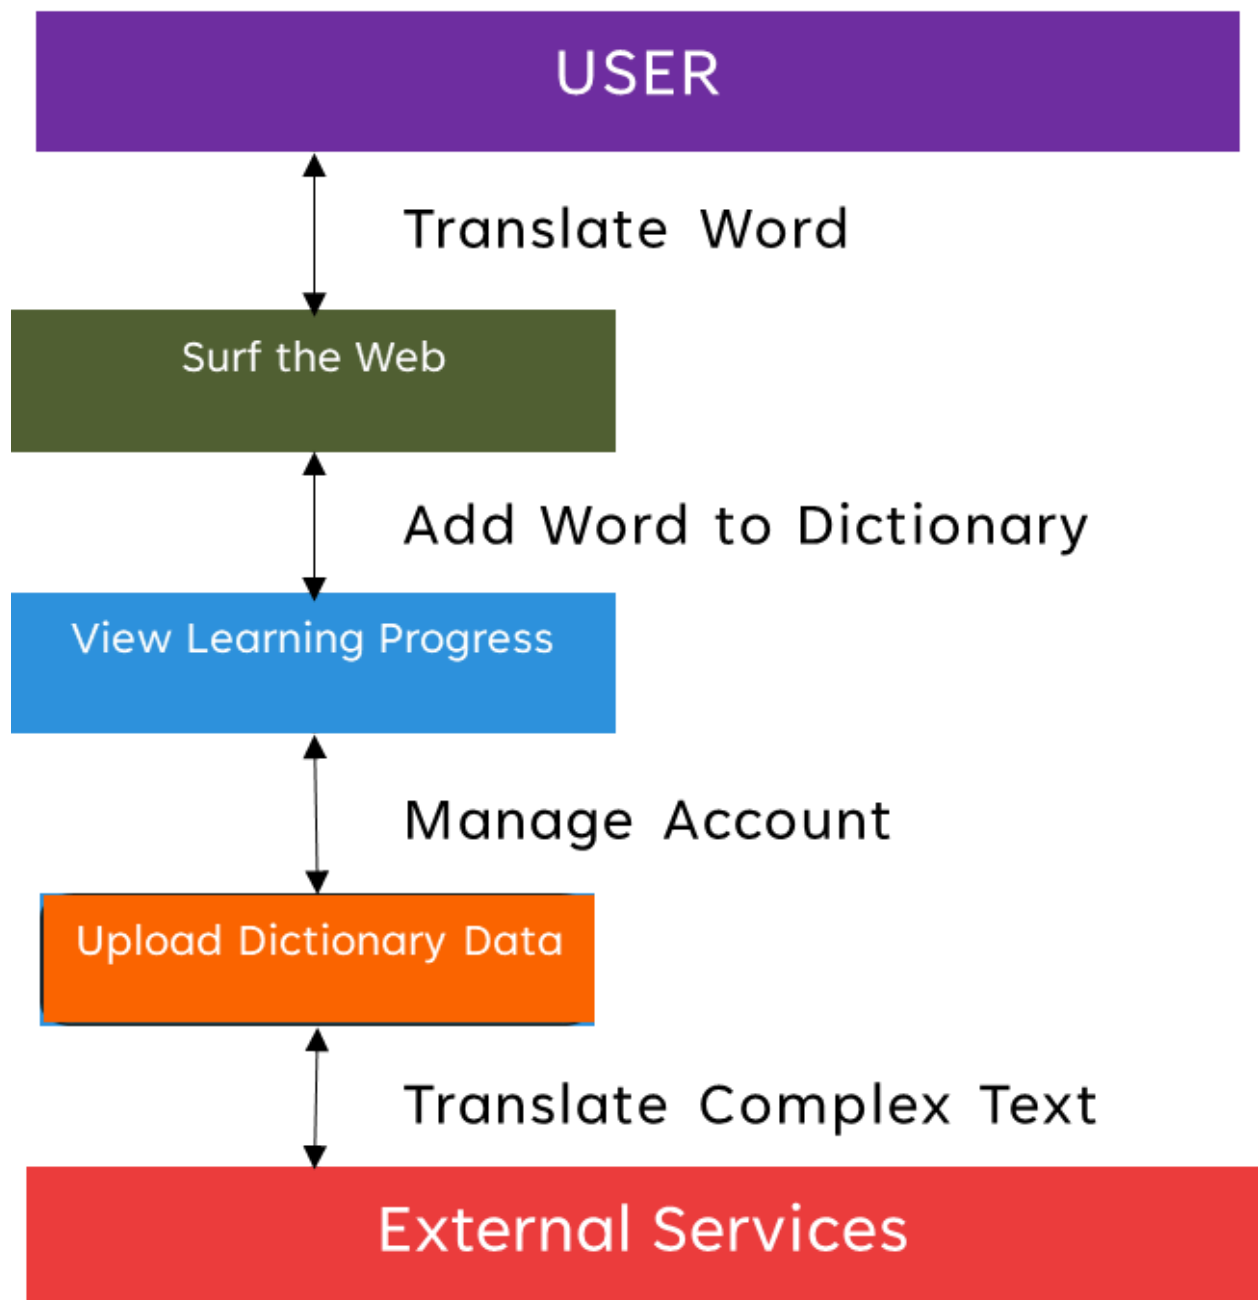 USER
Translate Word
Surf the Web
Add Word to Dictionary
View Learning Progress
Manage Account
Upload Dictionary Data
Translate Complex Text
External Services